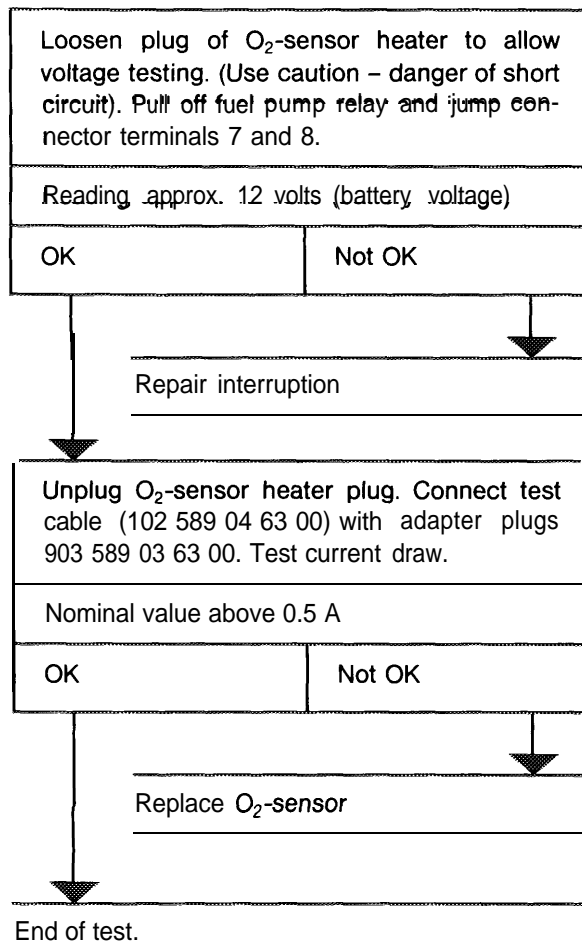 Loosen plug of O₂-sensor heater to allow
voltage testing. (Use caution – danger of short
circuit). Pull off fuel pump relay and jump con-
nector terminals 7 and 8.
Reading approx. 12 volts (battery voltage)
OK
Not OK
Repair interruption
Unplug O₂-sensor heater plug. Connect test
cable (102 589 04 63 00) with adapter plugs
903 589 03 63 00. Test current draw.
Nominal value above 0.5 A
OK
Not OK
Replace O₂-sensor
End of test.